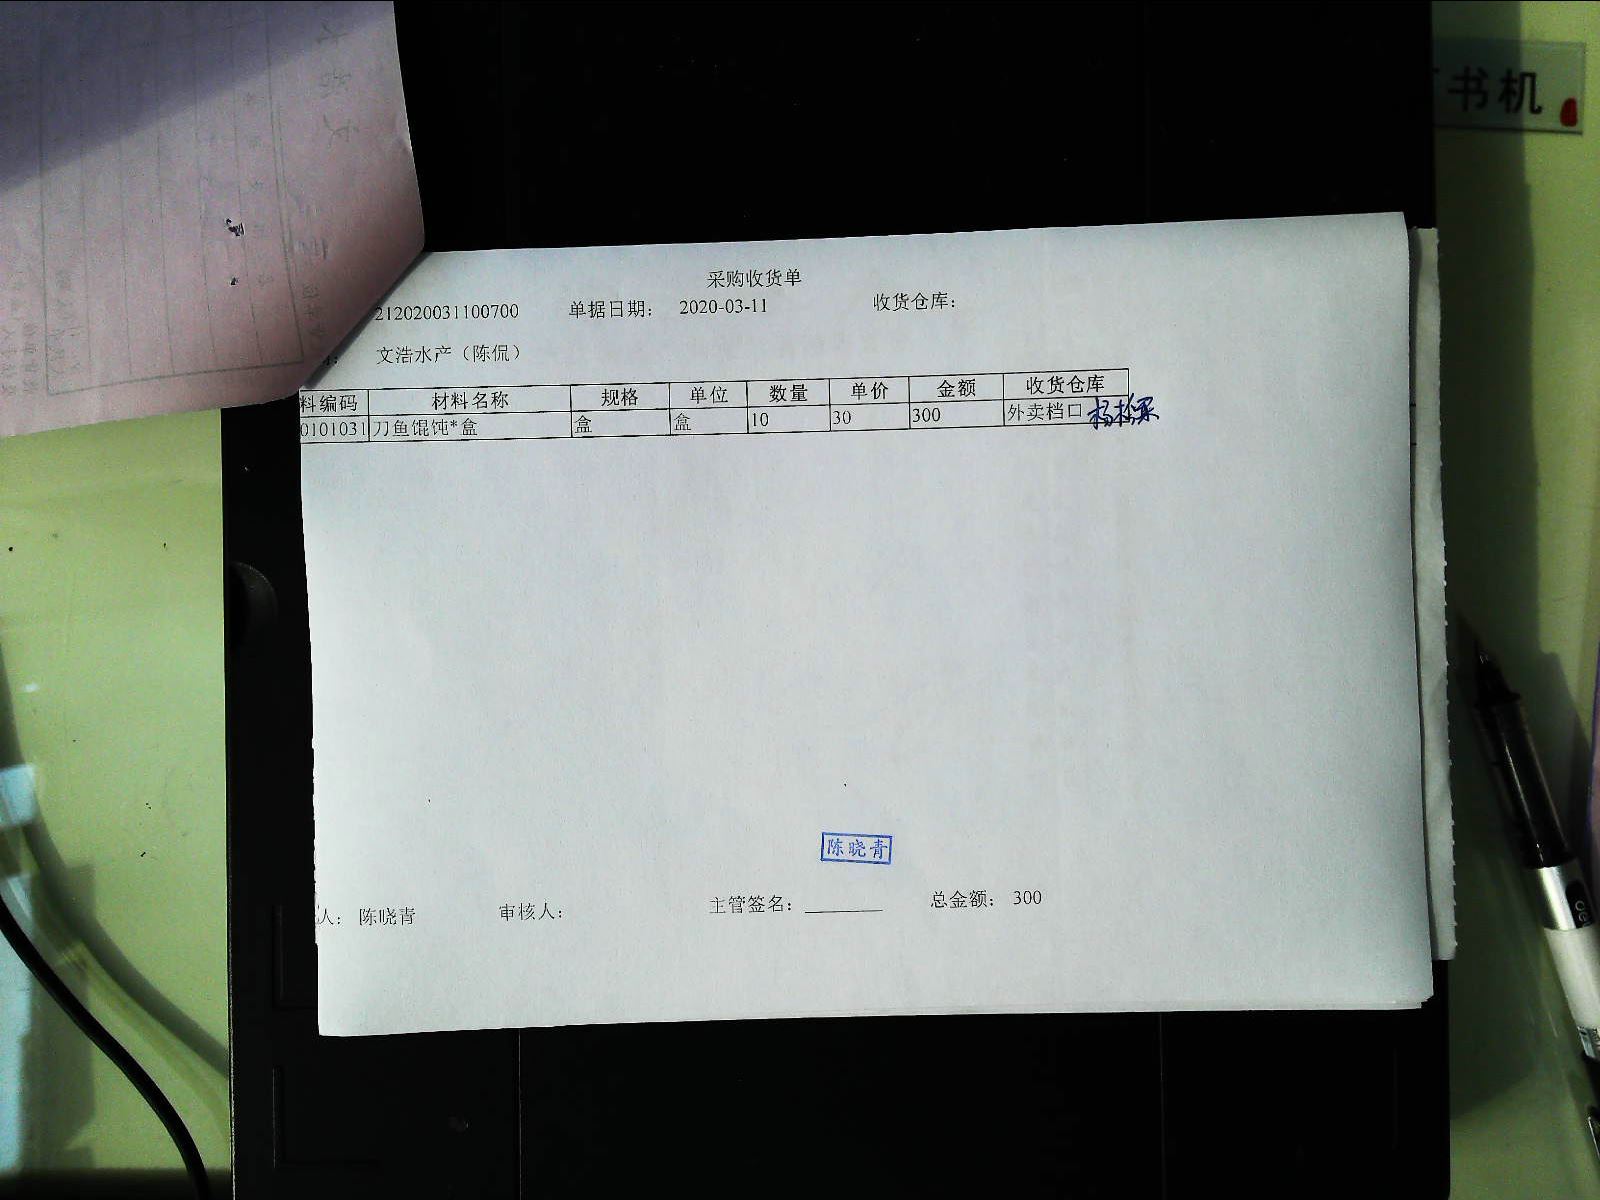 书机
采购收货单
212020031100700 单据日期： 2020-03-11 收货仓库：
文浩水产（陈侃）
料编码 材料名称 规格 单位 数量 单价 金额 收货仓库
0101031 刀鱼馄饨*盒 盒 盒 10 30 300 外卖档口
陈晓青
人： 陈晓青 审核人： 主管签名： 总金额： 300